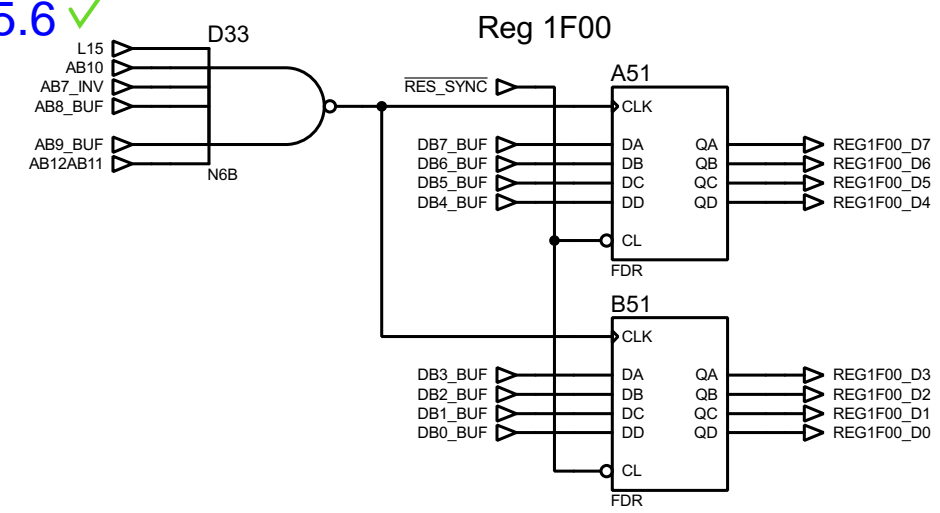 5.6
Reg 1F00
D33
L15
AB10
AB7_INV
AB8_BUF
AB9_BUF
AB12AB11
N6B
RES_SYNC
A51
CLK
DB7_BUF DA QA REG1F00_D7
DB6_BUF DB QB REG1F00_D6
DB5_BUF DC QC REG1F00_D5
DB4_BUF DD QD REG1F00_D4
CL
FDR
B51
CLK
DB3_BUF DA QA REG1F00_D3
DB2_BUF DB QB REG1F00_D2
DB1_BUF DC QC REG1F00_D1
DB0_BUF DD QD REG1F00_D0
CL
FDR